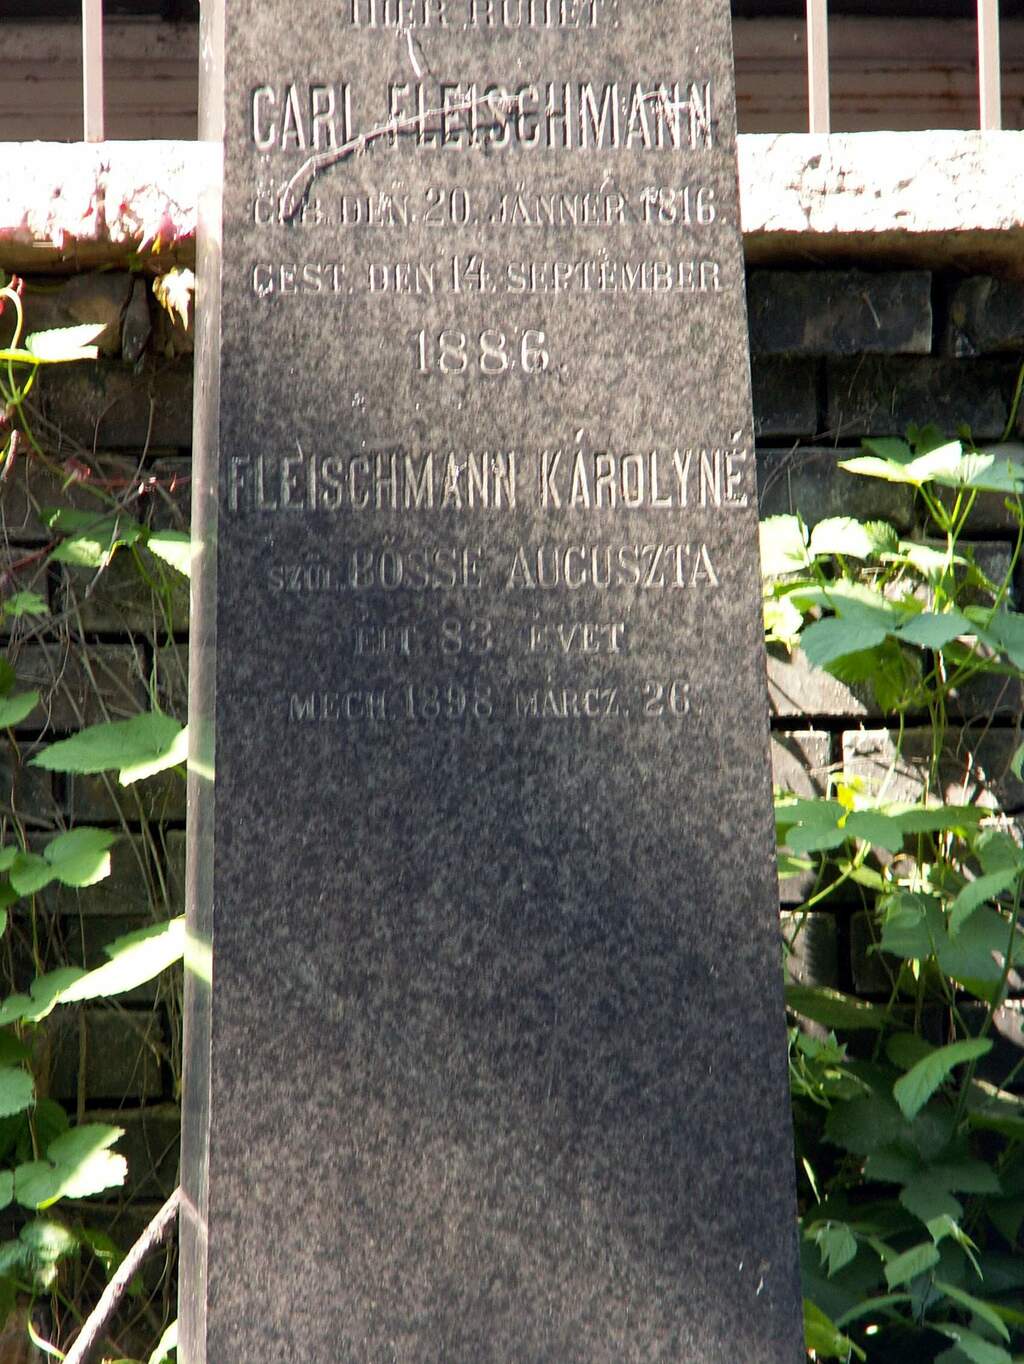 HIER RUHET:
CARL FLEISCHMANN
GEB. DEN. 20. JÄNNER 1816.
GEST. DEN 14. SEPTEMBER
1886.
FLEISCHMANN KÁROLYNÉ
SZÜL. BÖSSE AUGUSZTA
ÉLT 83. ÉVET.
MEGH. 1898 MARCZ. 26.